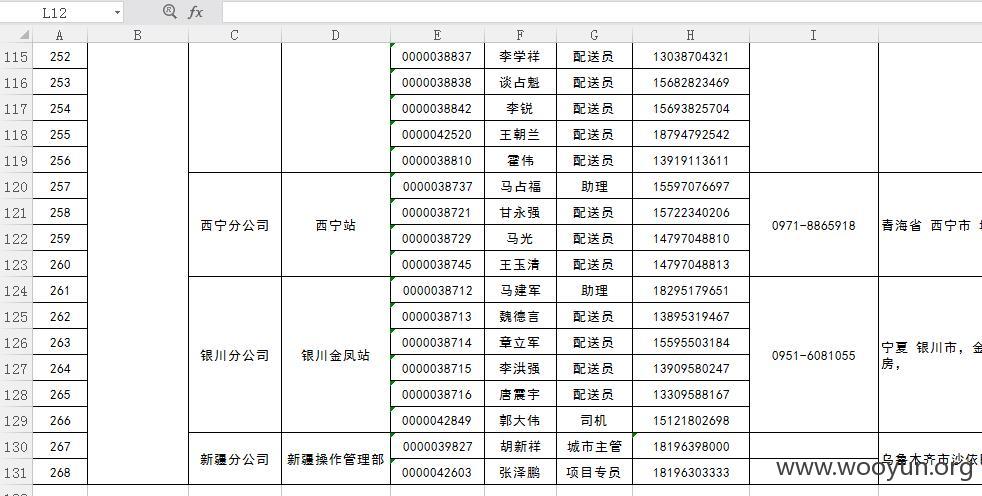 L12 fx
A B C D E F G H I
115 252 0000038837 李学祥 配送员 13038704321
116 253 0000038838 谈占魁 配送员 15682823469
117 254 0000038842 李锐 配送员 15693825704
118 255 0000042520 王朝兰 配送员 18794792542
119 256 0000038810 霍伟 配送员 13919113611
120 257 0000038737 马占福 助理 15597076697
121 258 西宁分公司 西宁站 0000038721 甘永强 配送员 15722340206 0971-8865918 青海省 西宁市
122 259 0000038729 马光 配送员 14797048810
123 260 0000038745 王玉清 配送员 14797048813
124 261 0000038712 马建军 助理 18295179651
125 262 0000038713 魏德言 配送员 13895319467
126 263 银川分公司 银川金凤站 0000038714 章立军 配送员 15595503184 0951-6081055 宁夏 银川市，金
127 264 0000038715 李洪强 配送员 13909580247 房，
128 265 0000038716 唐震宇 配送员 13309588167
129 266 0000042849 郭大伟 司机 15121802698
130 267 新疆分公司 新疆操作管理部 0000039827 胡新祥 城市主管 18196398000 乌鲁木齐市沙依
131 268 0000042603 张泽鹏 项目专员 18196303333
www.wooyun.org